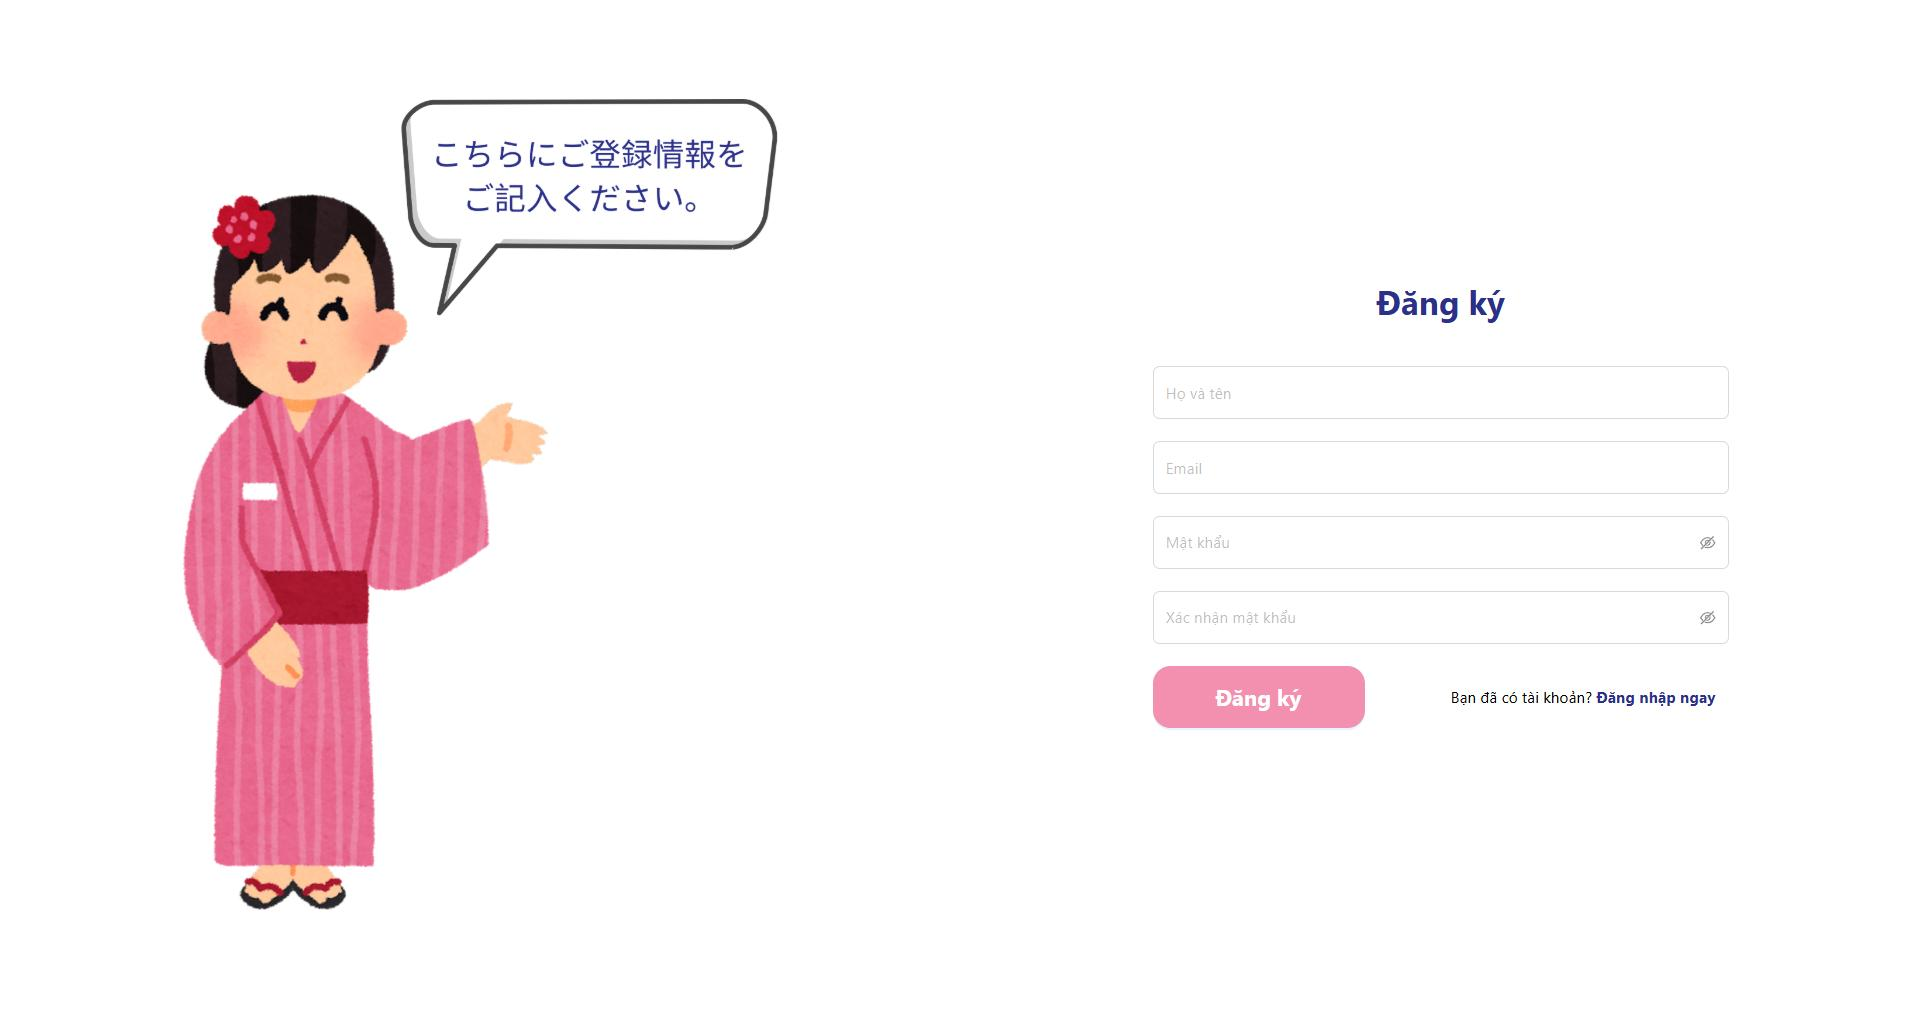 こちらにご登録情報を
ご記入ください。
Đăng ký
Họ và tên
Email
Mật khẩu
Xác nhận mật khẩu
Đăng ký
Bạn đã có tài khoản? Đăng nhập ngay